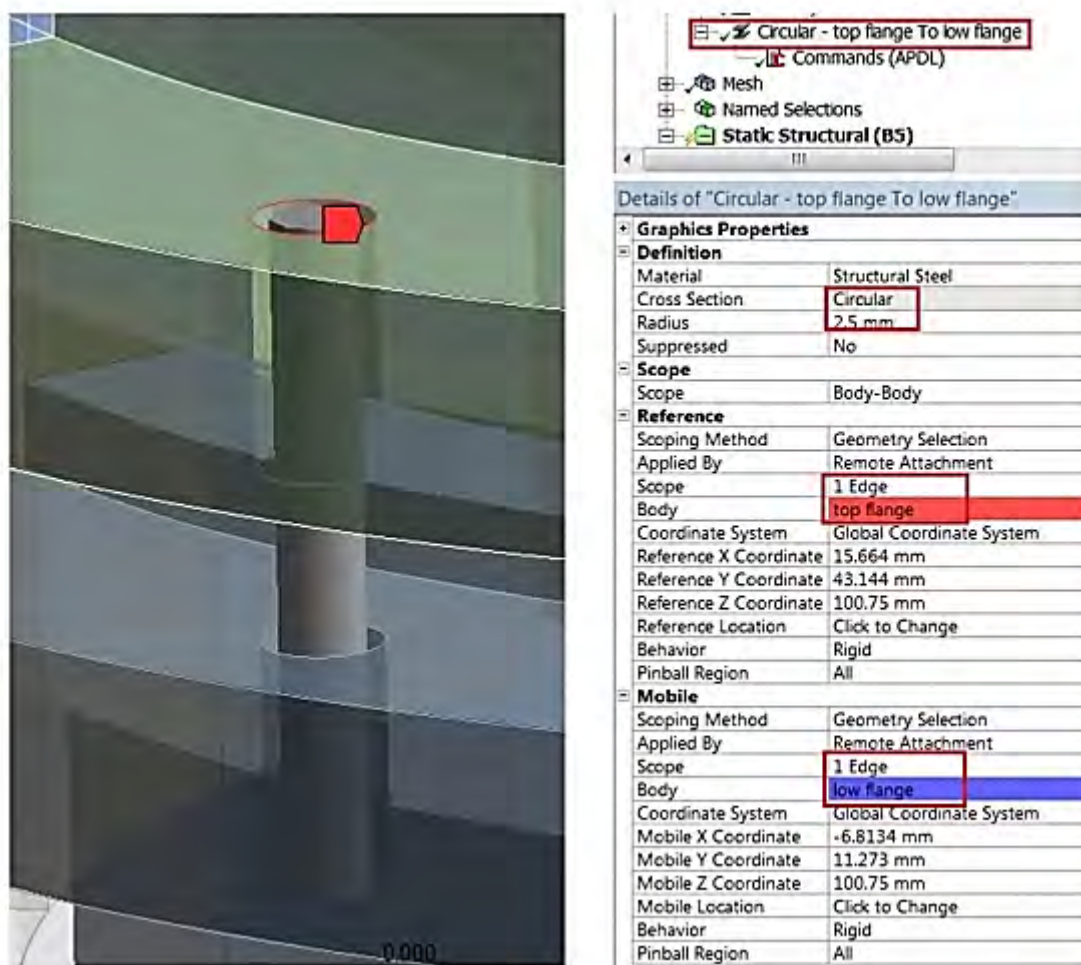 Circular - top flange To low flange
Commands (APDL)
Mesh
Named Selections
Static Structural (B5)
Details of "Circular - top flange To low flange"
Graphics Properties
Definition
Material Structural Steel
Cross Section Circular
Radius 2.5 mm
Suppressed No
Scope
Scope Body-Body
Reference
Scoping Method Geometry Selection
Applied By Remote Attachment
Scope 1 Edge
Body top flange
Coordinate System Global Coordinate System
Reference X Coordinate 15.664 mm
Reference Y Coordinate 43.144 mm
Reference Z Coordinate 100.75 mm
Reference Location Click to Change
Behavior Rigid
Pinball Region All
Mobile
Scoping Method Geometry Selection
Applied By Remote Attachment
Scope 1 Edge
Body low flange
Coordinate System Global Coordinate System
Mobile X Coordinate -6.8134 mm
Mobile Y Coordinate 11.273 mm
Mobile Z Coordinate 100.75 mm
Mobile Location Click to Change
Behavior Rigid
Pinball Region All
0.000